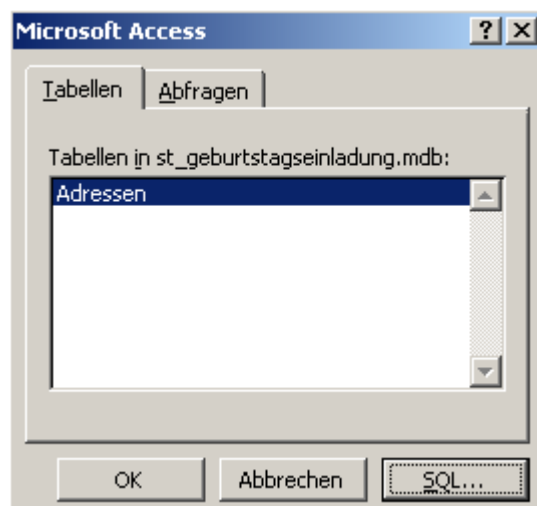 Microsoft Access
Tabellen Abfragen
Tabellen in st_geburtstagseinladung.mdb:
Adressen
OK Abbrechen SQL...